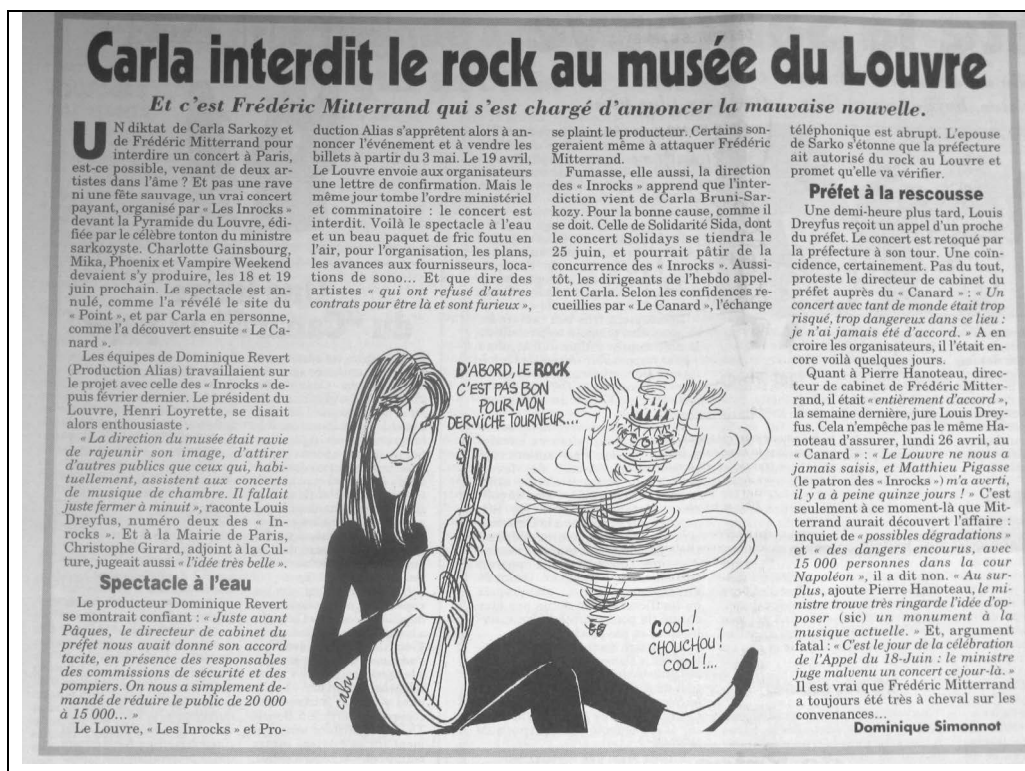 Carla interdit le rock au musée du Louvre
Et c'est Frédéric Mitterrand qui s'est chargé d'annoncer la mauvaise nouvelle.
UN diktat de Carla Sarkozy et
de Frédéric Mitterrand pour
interdire un concert à Paris,
est-ce possible, venant de deux ar-
tistes dans l'âme ? Et pas une rave
ni une fête sauvage, un vrai concert
payant, organisé par « Les Inrocks »
devant la Pyramide du Louvre, édi-
fiée par le célèbre tonton du ministre
sarkozyste. Charlotte Gainsbourg,
Mika, Phoenix et Vampire Weekend
devaient s'y produire, les 18 et 19
juin prochain. Le spectacle est an-
nulé, comme l'a révélé le site du
« Point », et par Carla en personne,
comme l'a découvert ensuite « Le Ca-
nard ».
Les équipes de Dominique Revert
(Production Alias) travaillaient sur
le projet avec celle des « Inrocks » de-
puis février dernier. Le président du
Louvre, Henri Loyrette, se disait
alors enthousiaste .
« La direction du musée était ravie
de rajeunir son image, d'attirer
d'autres publics que ceux qui, habi-
tuellement, assistent aux concerts
de musique de chambre. Il fallait
juste fermer à minuit », raconte Louis
Dreyfus, numéro deux des « In-
rocks ». Et à la Mairie de Paris,
Christophe Girard, adjoint à la Cul-
ture, jugeait aussi « l'idée très belle ».
Spectacle à l'eau
Le producteur Dominique Revert
se montrait confiant : « Juste avant
Pâques, le directeur de cabinet du
préfet nous avait donné son accord
tacite, en présence des responsables
des commissions de sécurité et des
pompiers. On nous a simplement de-
mandé de réduire le public de 20 000
à 15 000... »
Le Louvre, « Les Inrocks » et Pro-
duction Alias s'apprêtent alors à an-
noncer l'événement et à vendre les
billets à partir du 3 mai. Le 19 avril,
Le Louvre envoie aux organisateurs
une lettre de confirmation. Mais le
même jour tombe l'ordre ministériel
et comminatoire : le concert est
interdit. Voilà le spectacle à l'eau
et un beau paquet de fric foutu en
l'air, pour l'organisation, les plans,
les avances aux fournisseurs, loca-
tions de sono... Et que dire des
artistes « qui ont refusé d'autres
contrats pour être là et sont furieux »,
se plaint le producteur. Certains son-
geraient même à attaquer Frédéric
Mitterrand.
Fumasse, elle aussi, la direction
des « Inrocks » apprend que l'inter-
diction vient de Carla Bruni-Sar-
kozy. Pour la bonne cause, comme il
se doit. Celle de Solidarité Sida, dont
le concert Solidays se tiendra le
25 juin, et pourrait pâtir de la
concurrence des « Inrocks ». Aussi-
tôt, les dirigeants de l'hebdo appel-
lent Carla. Selon les confidences re-
cueillies par « Le Canard », l'échange
téléphonique est abrupt. L'epouse
de Sarko s'étonne que la préfecture
ait autorisé du rock au Louvre et
promet qu'elle va vérifier.
Préfet à la rescousse
Une demi-heure plus tard, Louis
Dreyfus reçoit un appel d'un proche
du préfet. Le concert est retoqué par
la préfecture à son tour. Une coïn-
cidence, certainement. Pas du tout,
proteste le directeur de cabinet du
préfet auprès du « Canard » : « Un
concert avec tant de monde était trop
risqué, trop dangereux dans ce lieu :
je n'ai jamais été d'accord. » A en
croire les organisateurs, il l'était en-
core voilà quelques jours.
Quant à Pierre Hanoteau, direc-
teur de cabinet de Frédéric Mitter-
rand, il était « entièrement d'accord »,
la semaine dernière, jure Louis Drey-
fus. Cela n'empêche pas le même Ha-
noteau d'assurer, lundi 26 avril, au
« Canard » : « Le Louvre ne nous a
jamais saisis, et Matthieu Pigasse
(le patron des « Inrocks ») m'a averti,
il y a à peine quinze jours ! » C'est
seulement à ce moment-là que Mit-
terrand aurait découvert l'affaire :
inquiet de « possibles dégradations »
et « des dangers encourus, avec
15 000 personnes dans la cour
Napoléon », il a dit non. « Au sur-
plus, ajoute Pierre Hanoteau, le mi-
nistre trouve très ringarde l'idée d'op-
poser (sic) un monument à la
musique actuelle. » Et, argument
fatal : « C'est le jour de la célébration
de l'Appel du 18-Juin : le ministre
juge malvenu un concert ce jour-là. »
Il est vrai que Frédéric Mitterrand
a toujours été très à cheval sur les
convenances...
Dominique Simonnot
D'ABORD, LE ROCK
C'EST PAS BON
POUR MON
DERVICHE TOURNEUR...
COOL !
CHOUCHOU !
COOL !...
cabu